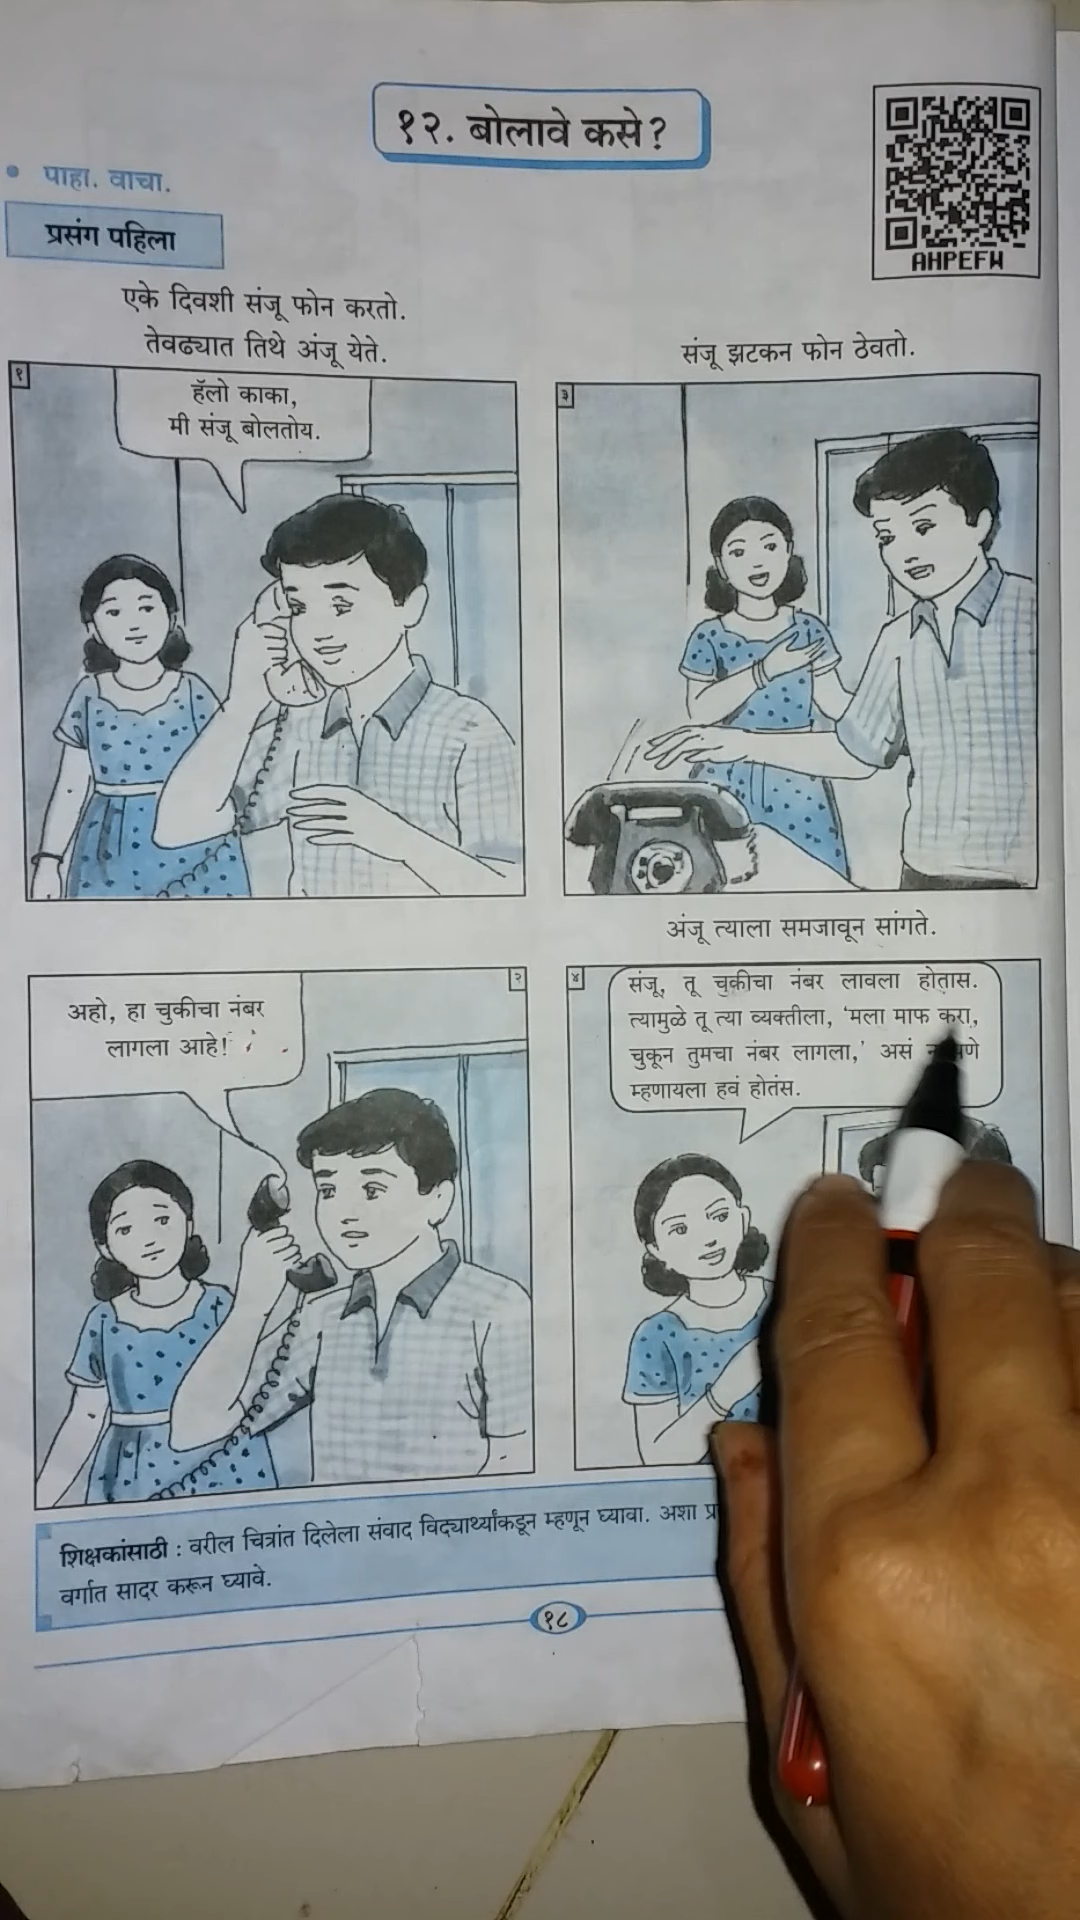 १२. बोलावे कसे?
AHPEFW
• पाहा. वाचा.
प्रसंग पहिला
एके दिवशी संजू फोन करतो.
तेवढ्यात तिथे अंजू येते.
१
हॅलो काका,
मी संजू बोलतोय.
२
अहो, हा चुकीचा नंबर
लागला आहे!
संजू झटकन फोन ठेवतो.
३
अंजू त्याला समजावून सांगते.
४
संजू, तू चुकीचा नंबर लावला होतास.
त्यामुळे तू त्या व्यक्तीला, ‘मला माफ करा,
चुकून तुमचा नंबर लागला,’ असं
म्हणायला हवं होतंस.
शिक्षकांसाठी : वरील चित्रांत दिलेला संवाद विद्यार्थ्यांकडून म्हणून घ्यावा. अशा
वर्गात सादर करून घ्यावे.
१८